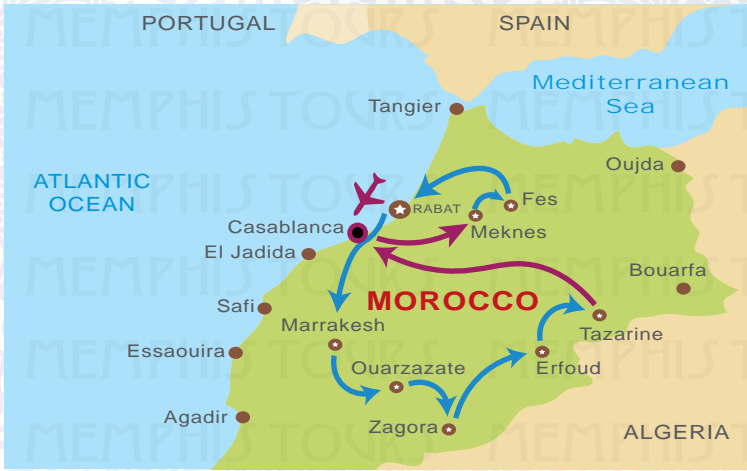 PORTUGAL
SPAIN
Mediterranean
Sea
Tangier
Oujda
ATLANTIC
OCEAN
Fes
RABAT
Casablanca
Meknes
El Jadida
Bouarfa
MOROCCO
Safi
Marrakesh
Tazarine
Essaouira
Ouarzazate
Erfoud
Agadir
Zagora
ALGERIA
MEMPHIS TOURS